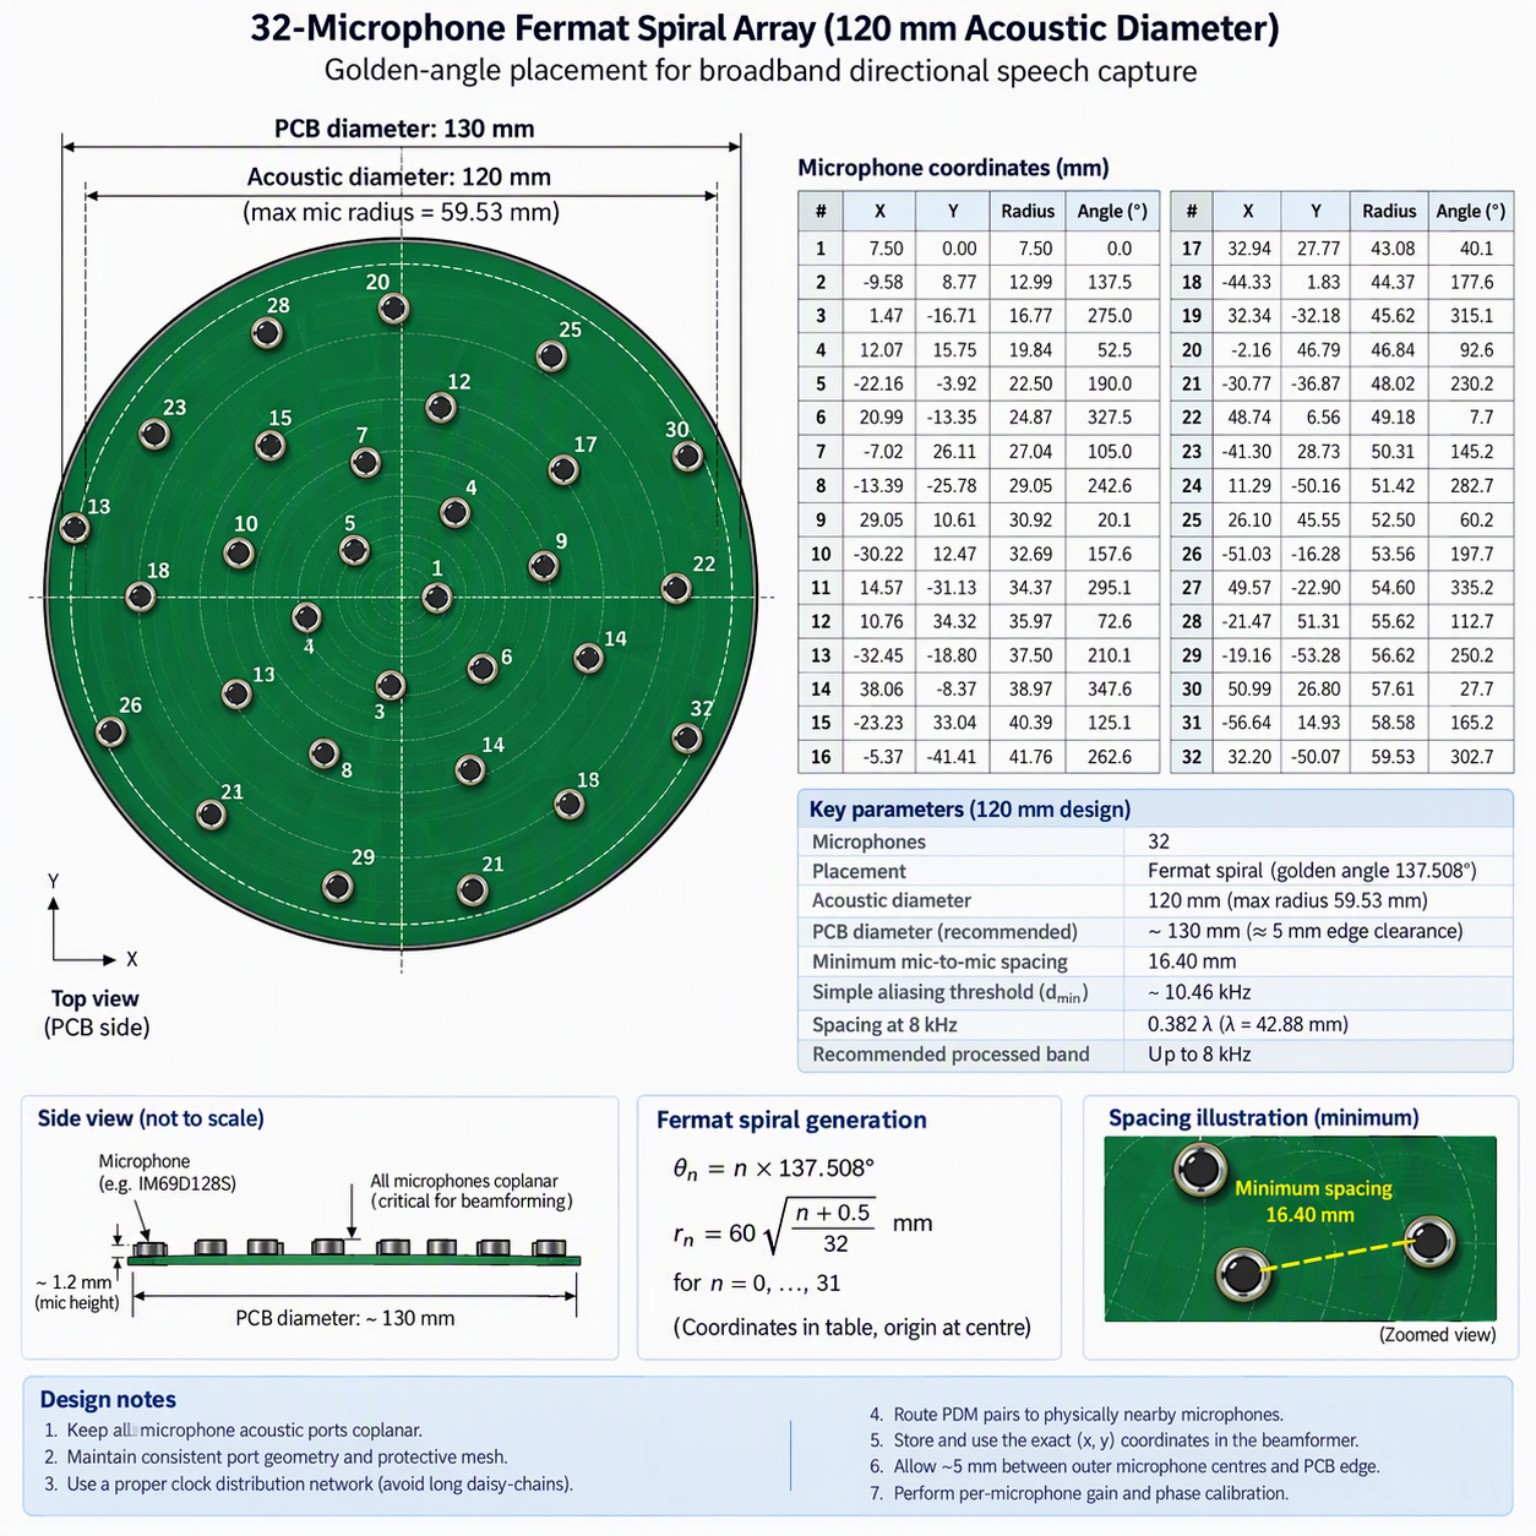 32-Microphone Fermat Spiral Array (120 mm Acoustic Diameter)
Golden-angle placement for broadband directional speech capture
PCB diameter: 130 mm
Acoustic diameter: 120 mm
(max mic radius = 59.53 mm)
20
28
25
12
23
15
7
30
17
4
13
10
5
9
18
1
22
4
14
6
13
3
26
32
14
8
18
21
29
21
Y
X
Top view
(PCB side)
Microphone coordinates (mm)
# X Y Radius Angle (°)
1 7.50 0.00 7.50 0.0
2 -9.58 8.77 12.99 137.5
3 1.47 -16.71 16.77 275.0
4 12.07 15.75 19.84 52.5
5 -22.16 -3.92 22.50 190.0
6 20.99 -13.35 24.87 327.5
7 -7.02 26.11 27.04 105.0
8 -13.39 -25.78 29.05 242.6
9 29.05 10.61 30.92 20.1
10 -30.22 12.47 32.69 157.6
11 14.57 -31.13 34.37 295.1
12 10.76 34.32 35.97 72.6
13 -32.45 -18.80 37.50 210.1
14 38.06 -8.37 38.97 347.6
15 -23.23 33.04 40.39 125.1
16 -5.37 -41.41 41.76 262.6
# X Y Radius Angle (°)
17 32.94 27.77 43.08 40.1
18 -44.33 1.83 44.37 177.6
19 32.34 -32.18 45.62 315.1
20 -2.16 46.79 46.84 92.6
21 -30.77 -36.87 48.02 230.2
22 48.74 6.56 49.18 7.7
23 -41.30 28.73 50.31 145.2
24 11.29 -50.16 51.42 282.7
25 26.10 45.55 52.50 60.2
26 -51.03 -16.28 53.56 197.7
27 49.57 -22.90 54.60 335.2
28 -21.47 51.31 55.62 112.7
29 -19.16 -53.28 56.62 250.2
30 50.99 26.80 57.61 27.7
31 -56.64 14.93 58.58 165.2
32 32.20 -50.07 59.53 302.7
Key parameters (120 mm design)
Microphones 32
Placement Fermat spiral (golden angle 137.508°)
Acoustic diameter 120 mm (max radius 59.53 mm)
PCB diameter (recommended) ~ 130 mm (≈ 5 mm edge clearance)
Minimum mic-to-mic spacing 16.40 mm
Simple aliasing threshold (dmin) ~ 10.46 kHz
Spacing at 8 kHz 0.382 λ (λ = 42.88 mm)
Recommended processed band Up to 8 kHz
Side view (not to scale)
Microphone
(e.g. IM69D128S)
All microphones coplanar
(critical for beamforming)
~ 1.2 mm
(mic height)
PCB diameter: ~ 130 mm
Fermat spiral generation
θn = n × 137.508°
rn = 60 √((n + 0.5)/32) mm
for n = 0, …, 31
(Coordinates in table, origin at centre)
Spacing illustration (minimum)
Minimum spacing
16.40 mm
(Zoomed view)
Design notes
1. Keep all microphone acoustic ports coplanar.
2. Maintain consistent port geometry and protective mesh.
3. Use a proper clock distribution network (avoid long daisy-chains).
4. Route PDM pairs to physically nearby microphones.
5. Store and use the exact (x, y) coordinates in the beamformer.
6. Allow ~5 mm between outer microphone centres and PCB edge.
7. Perform per-microphone gain and phase calibration.